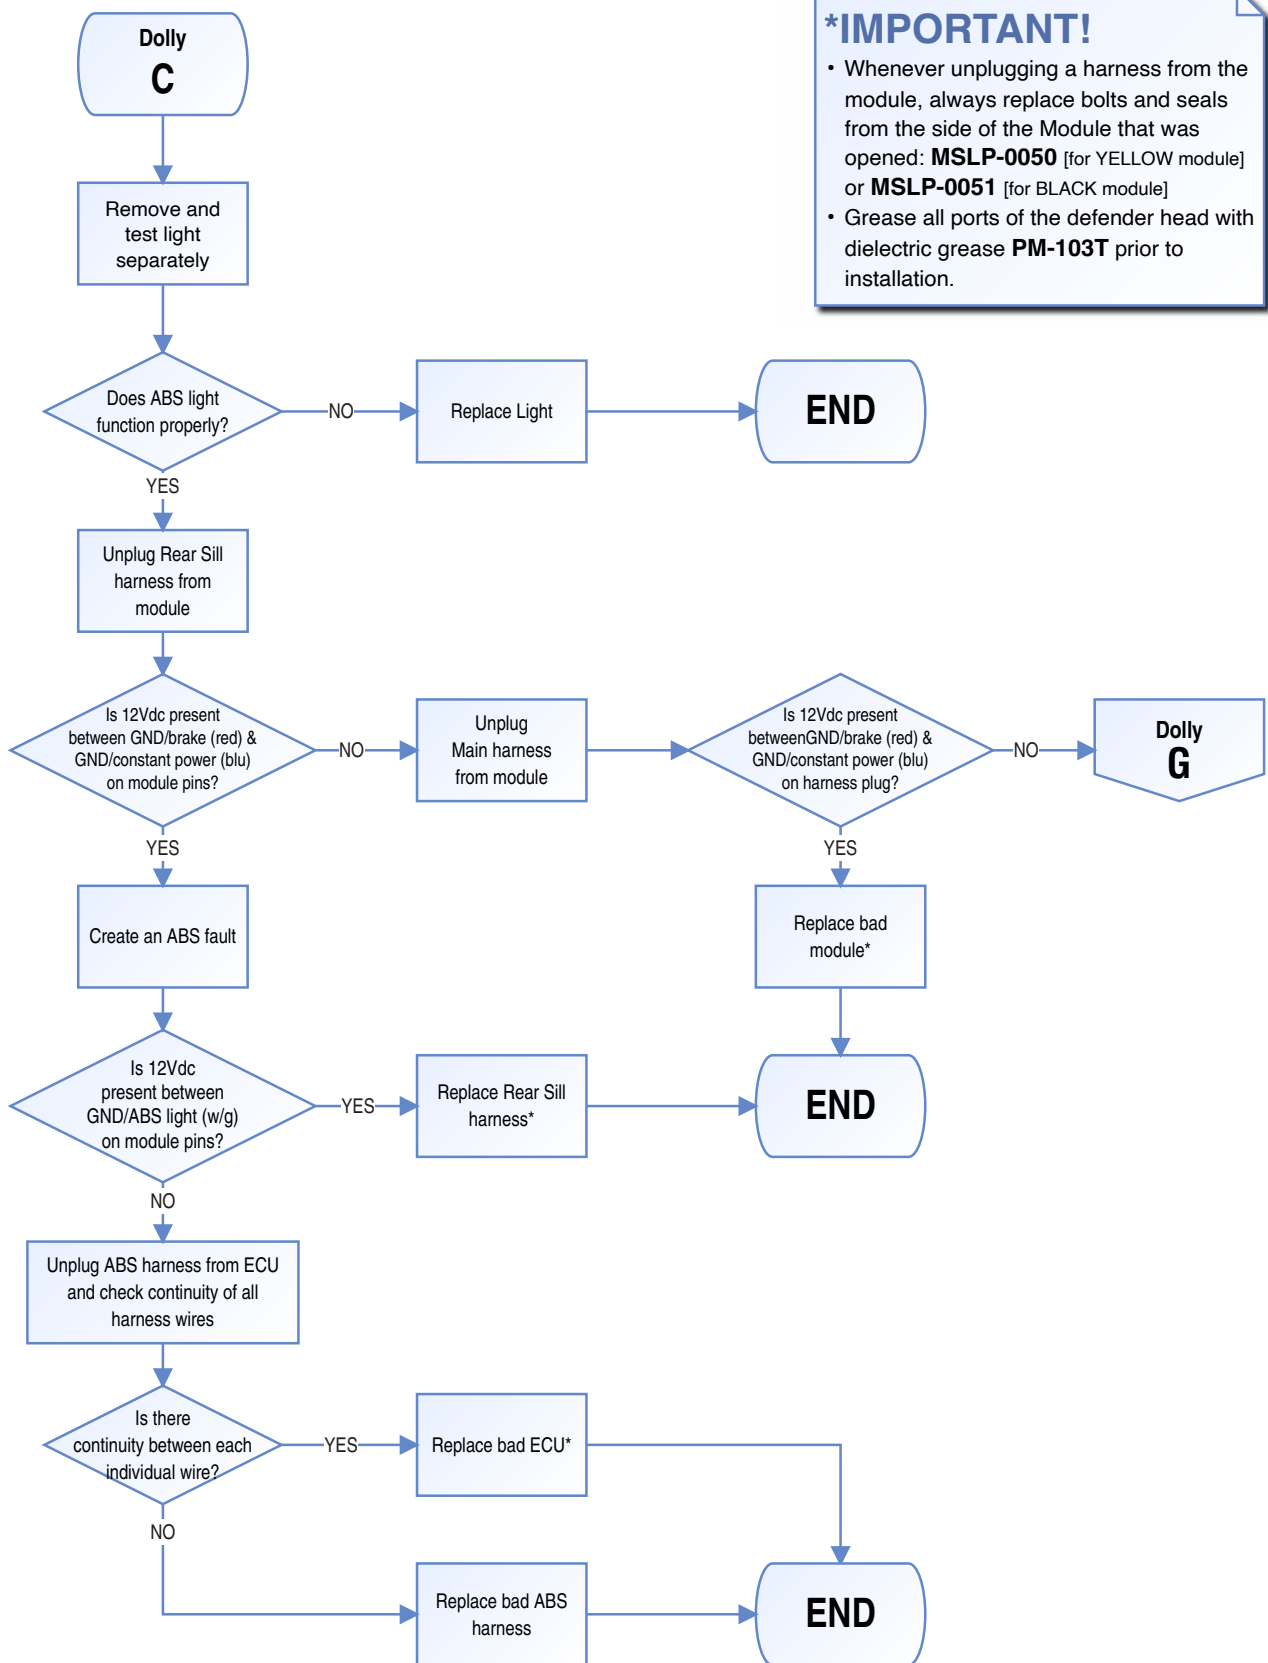 Dolly
C
*IMPORTANT!
• Whenever unplugging a harness from the
module, always replace bolts and seals
from the side of the Module that was
opened: MSLP-0050 [for YELLOW module]
or MSLP-0051 [for BLACK module]
• Grease all ports of the defender head with
dielectric grease PM-103T prior to
installation.
Remove and
test light
separately
Does ABS light
function properly?
NO
Replace Light
END
YES
Unplug Rear Sill
harness from
module
Is 12Vdc present
between GND/brake (red) &
GND/constant power (blu)
on module pins?
NO
Unplug
Main harness
from module
Is 12Vdc present
betweenGND/brake (red) &
GND/constant power (blu)
on harness plug?
NO
Dolly
G
YES
YES
Create an ABS fault
Replace bad
module*
Is 12Vdc
present between
GND/ABS light (w/g)
on module pins?
YES
Replace Rear Sill
harness*
END
NO
Unplug ABS harness from ECU
and check continuity of all
harness wires
Is there
continuity between each
individual wire?
YES
Replace bad ECU*
NO
Replace bad ABS
harness
END